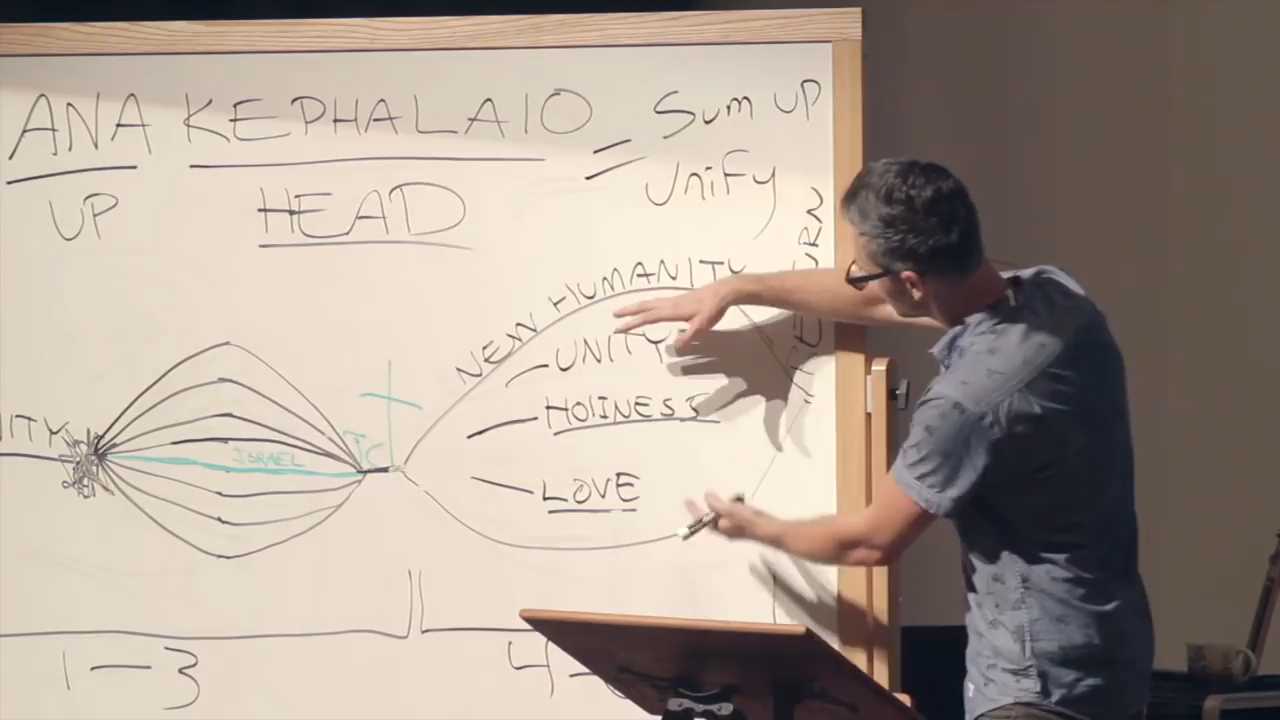 ANA KEPHALAIO = Sum UP
UP HEAD Unify
NEW HUMANITY
- UNITY
- HOLINESS
- LOVE
ISRAEL
JC
1-3